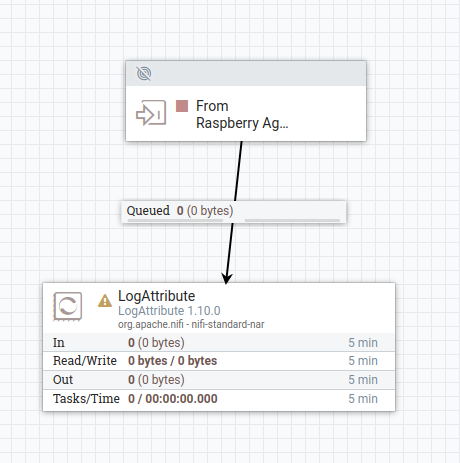 From
Raspberry Ag...
Queued 0 (0 bytes)
LogAttribute
LogAttribute 1.10.0
org.apache.nifi - nifi-standard-nar
In 0 (0 bytes) 5 min
Read/Write 0 bytes / 0 bytes 5 min
Out 0 (0 bytes) 5 min
Tasks/Time 0 / 00:00:00.000 5 min